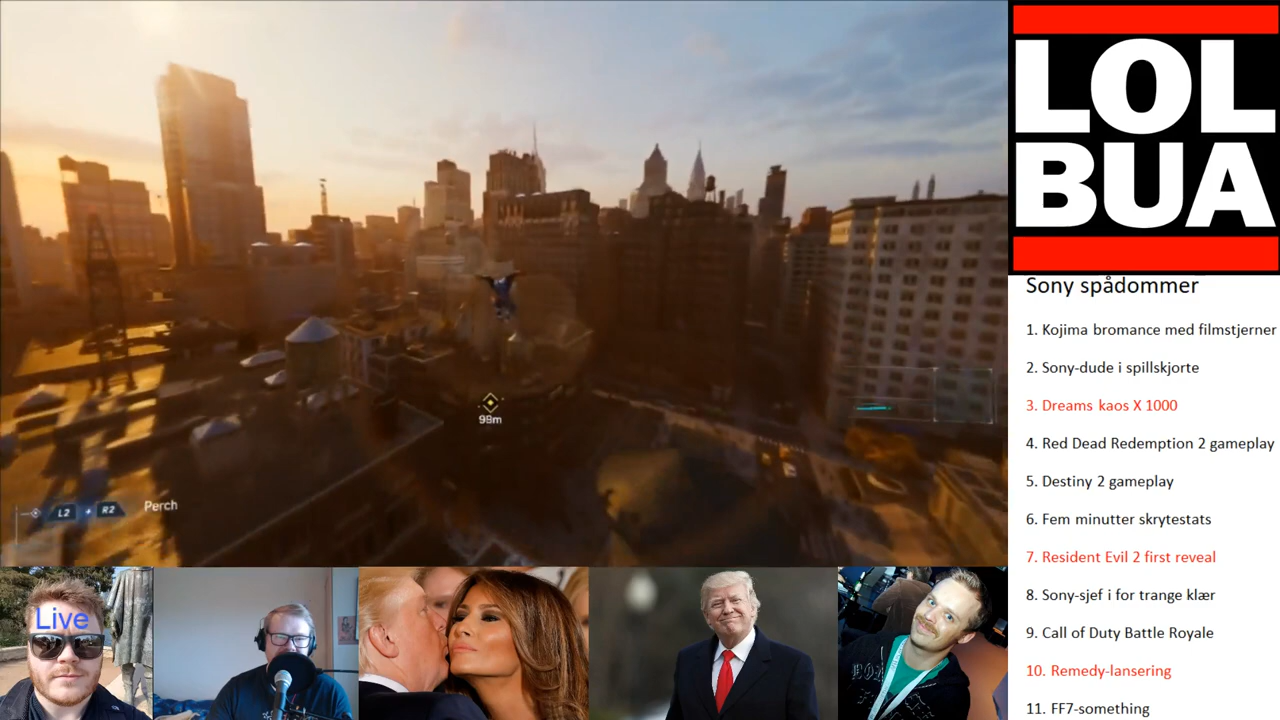 LOL
BUA
Sony spådommer
1. Kojima bromance med filmstjerner
2. Sony-dude i spillskjorte
3. Dreams kaos X 1000
4. Red Dead Redemption 2 gameplay
5. Destiny 2 gameplay
6. Fem minutter skrytestats
7. Resident Evil 2 first reveal
8. Sony-sjef i for trange klær
9. Call of Duty Battle Royale
10. Remedy-lansering
11. FF7-something
98m
L2 + R2 Perch
Live